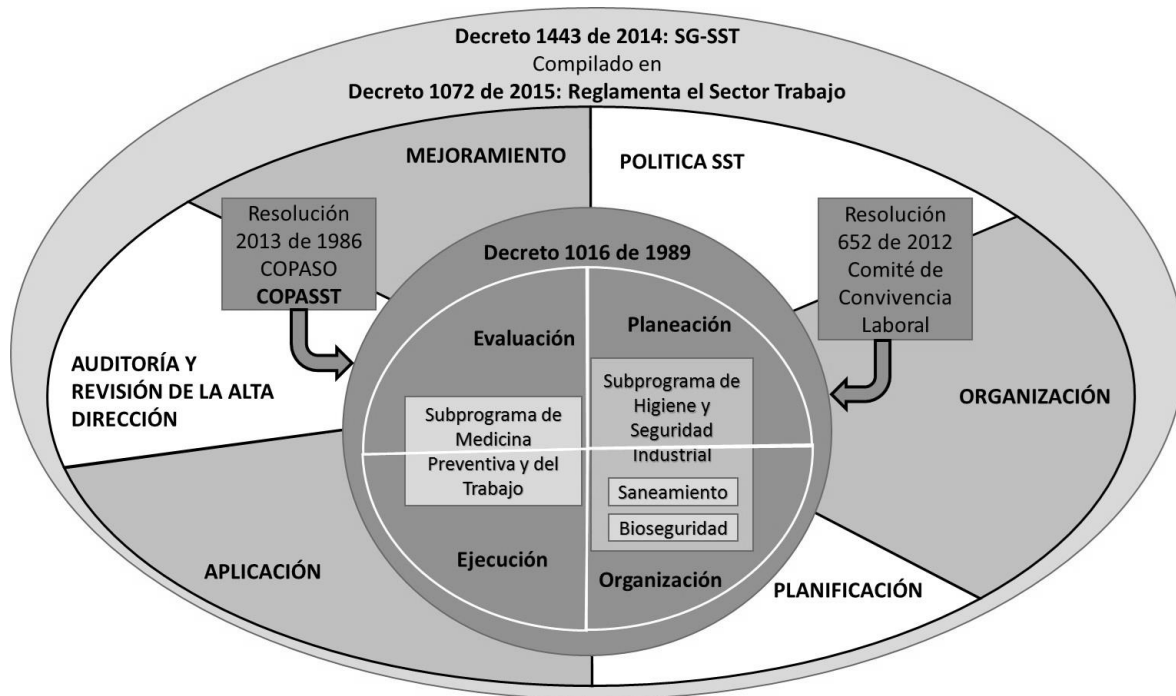 Decreto 1443 de 2014: SG-SST
Compilado en
Decreto 1072 de 2015: Reglamenta el Sector Trabajo
MEJORAMIENTO
POLITICA SST
Resolución
2013 de 1986
COPASO
COPASST
Resolución
652 de 2012
Comité de
Convivencia
Laboral
Decreto 1016 de 1989
Evaluación
Planeación
AUDITORÍA Y
REVISIÓN DE LA ALTA
DIRECCIÓN
ORGANIZACIÓN
Subprograma de
Medicina
Preventiva y del
Trabajo
Subprograma de
Higiene y
Seguridad
Industrial
Saneamiento
Bioseguridad
Ejecución
Organización
APLICACIÓN
PLANIFICACIÓN